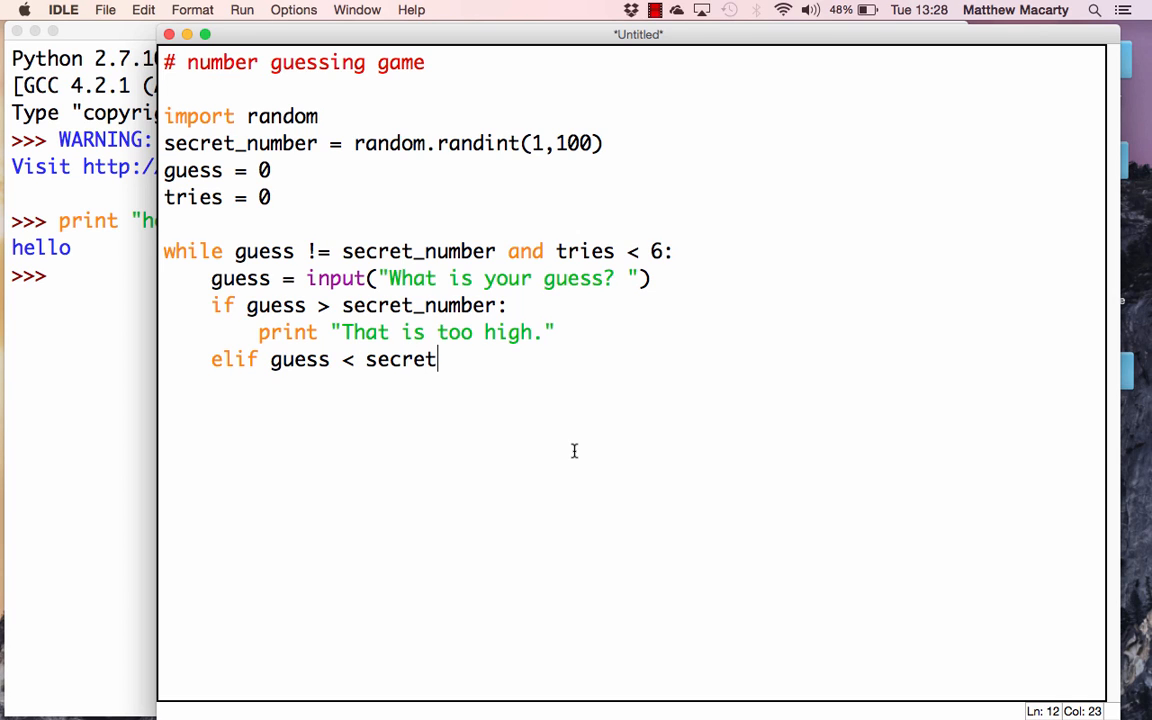 IDLE File Edit Format Run Options Window Help 48% Tue 13:28 Matthew Macarty
*Untitled*
Python 2.7.10
[GCC 4.2.1 (
Type "copyri
>>> WARNING:
Visit http:/
>>> print "h
hello
>>>
# number guessing game
import random
secret_number = random.randint(1,100)
guess = 0
tries = 0
while guess != secret_number and tries < 6:
guess = input("What is your guess? ")
if guess > secret_number:
print "That is too high."
elif guess < secret
Ln: 12 Col: 23